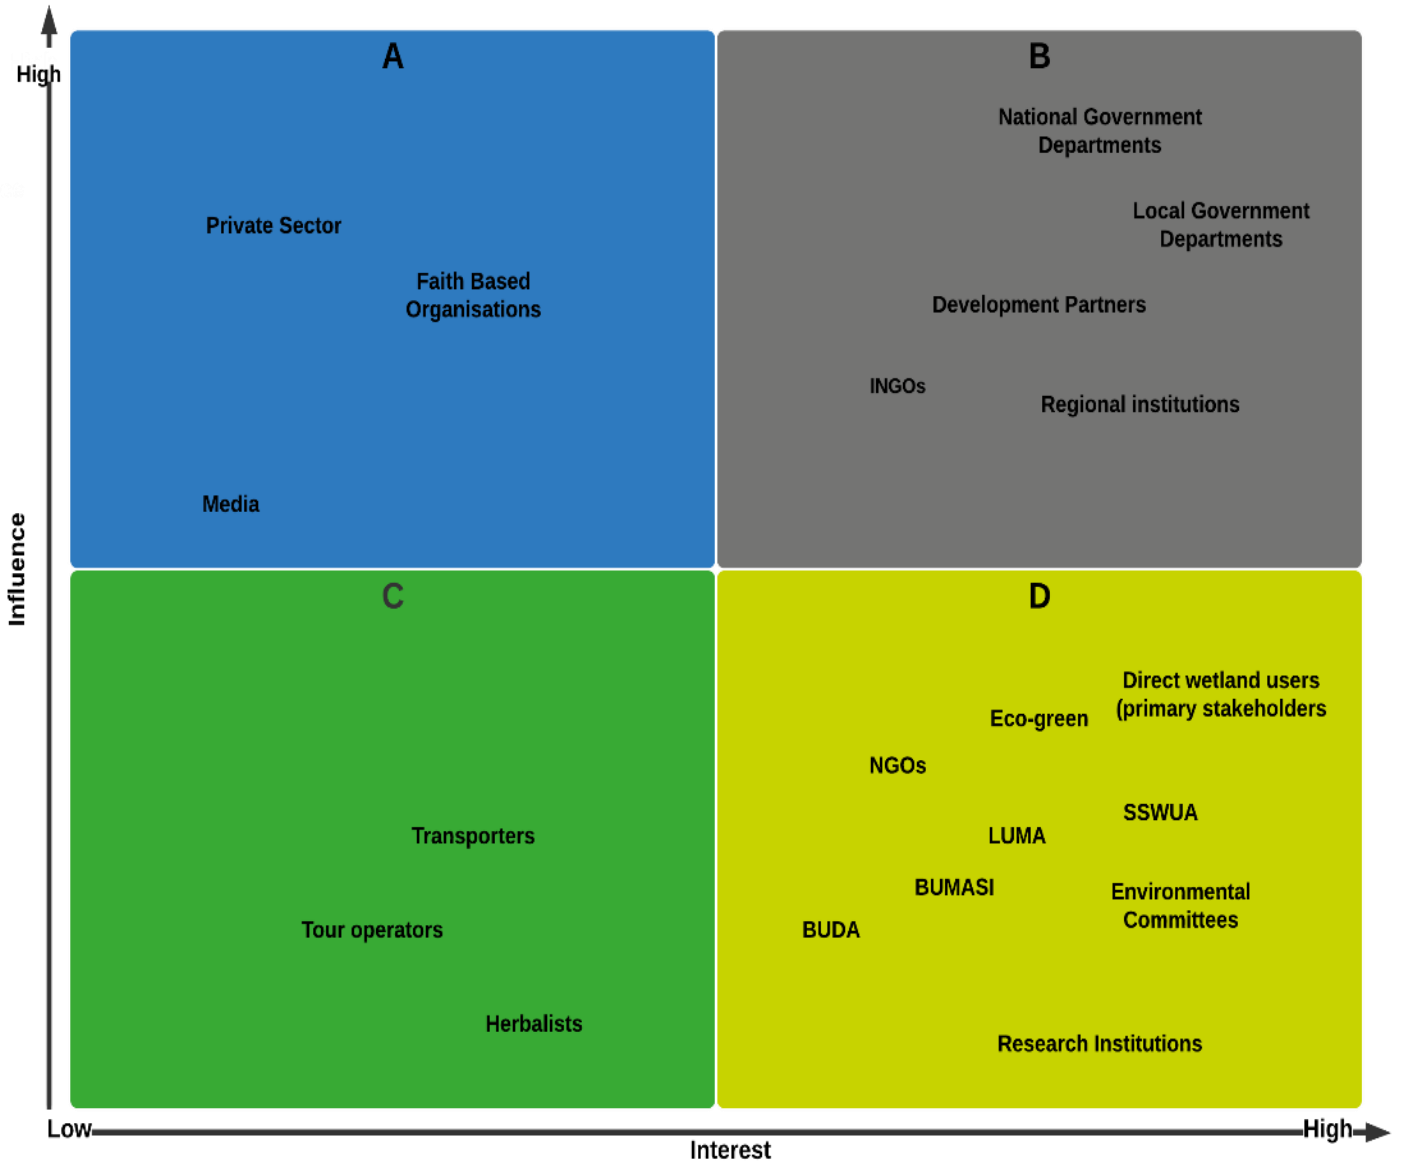 High
A
B
National Government
Departments
Private Sector
Local Government
Departments
Faith Based
Organisations
Development Partners
INGOs
Regional institutions
Media
Influence
C
D
Direct wetland users
(primary stakeholders
Eco-green
NGOs
SSWUA
Transporters
LUMA
BUMASI
Environmental
Committees
Tour operators
BUDA
Herbalists
Research Institutions
Low
High
Interest